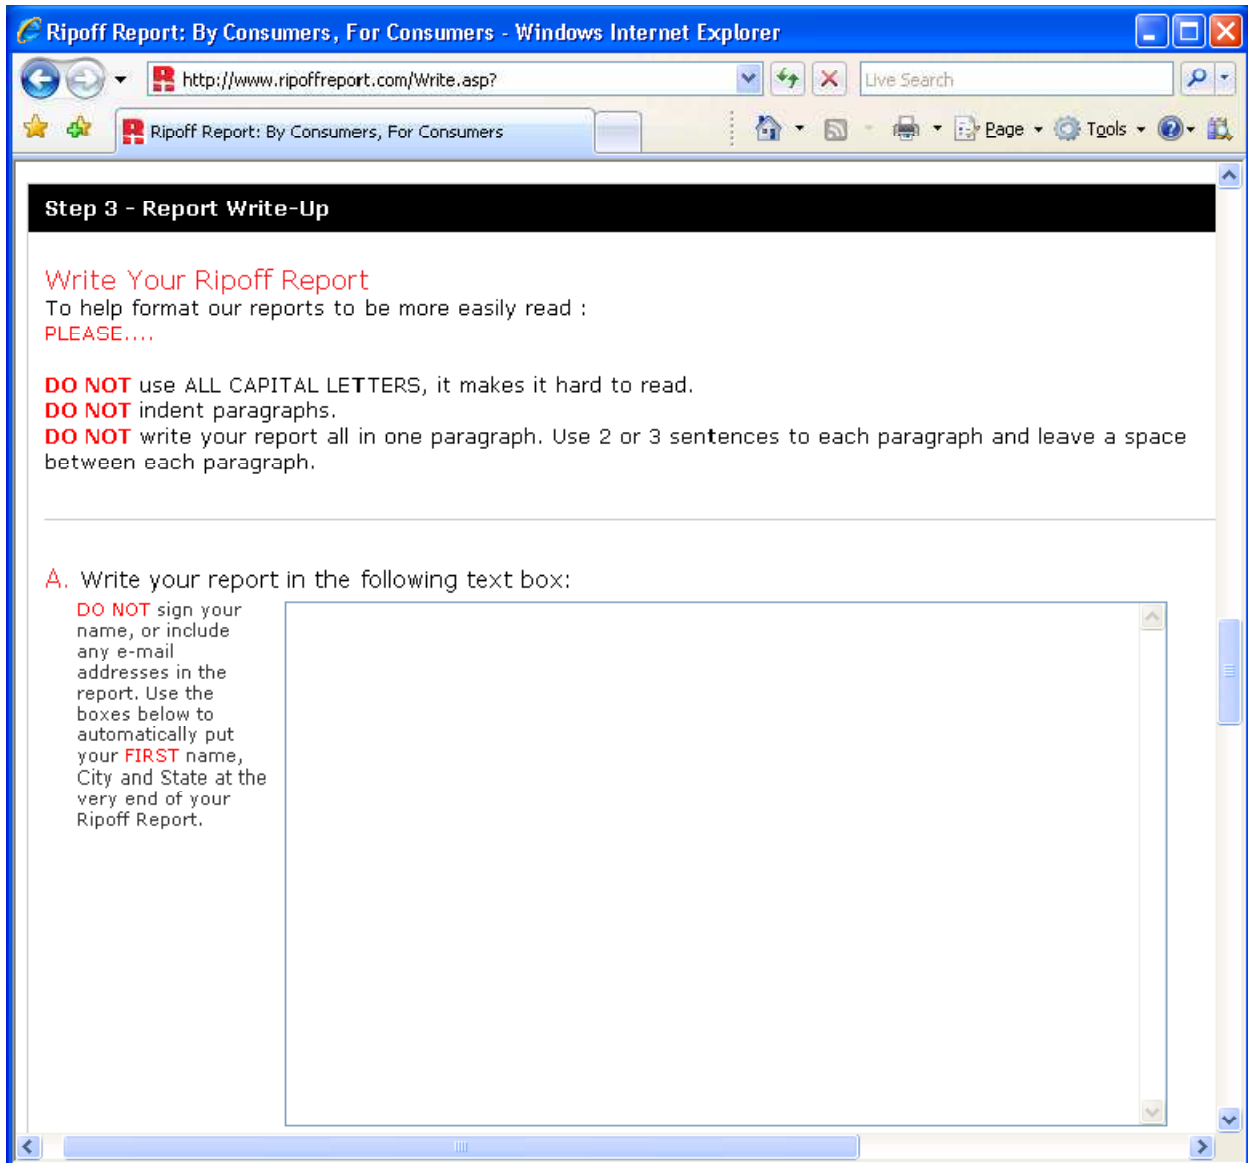 Ripoff Report: By Consumers, For Consumers - Windows Internet Explorer
http://www.ripoffreport.com/Write.asp?
Live Search
Ripoff Report: By Consumers, For Consumers
Page
Tools
Step 3 - Report Write-Up
Write Your Ripoff Report
To help format our reports to be more easily read :
PLEASE....
DO NOT use ALL CAPITAL LETTERS, it makes it hard to read.
DO NOT indent paragraphs.
DO NOT write your report all in one paragraph. Use 2 or 3 sentences to each paragraph and leave a space
between each paragraph.
A. Write your report in the following text box:
DO NOT sign your
name, or include
any e-mail
addresses in the
report. Use the
boxes below to
automatically put
your FIRST name,
City and State at the
very end of your
Ripoff Report.